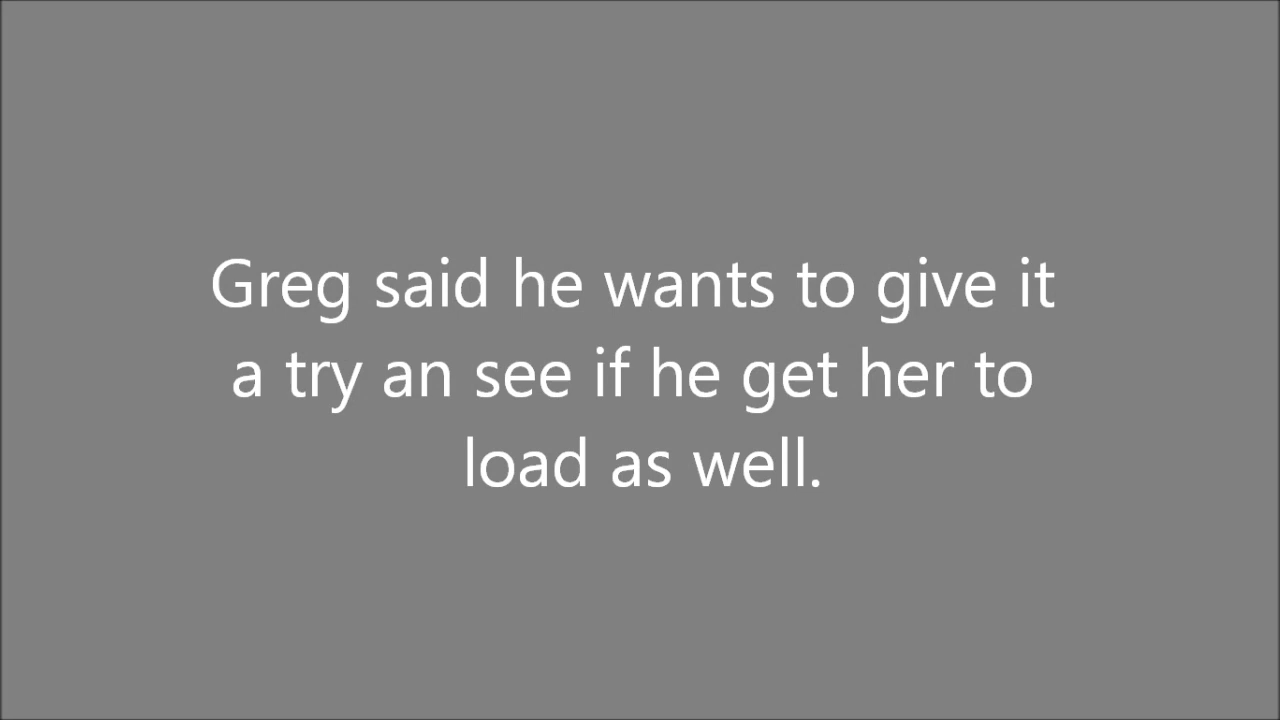 Greg said he wants to give it
a try an see if he get her to
load as well.